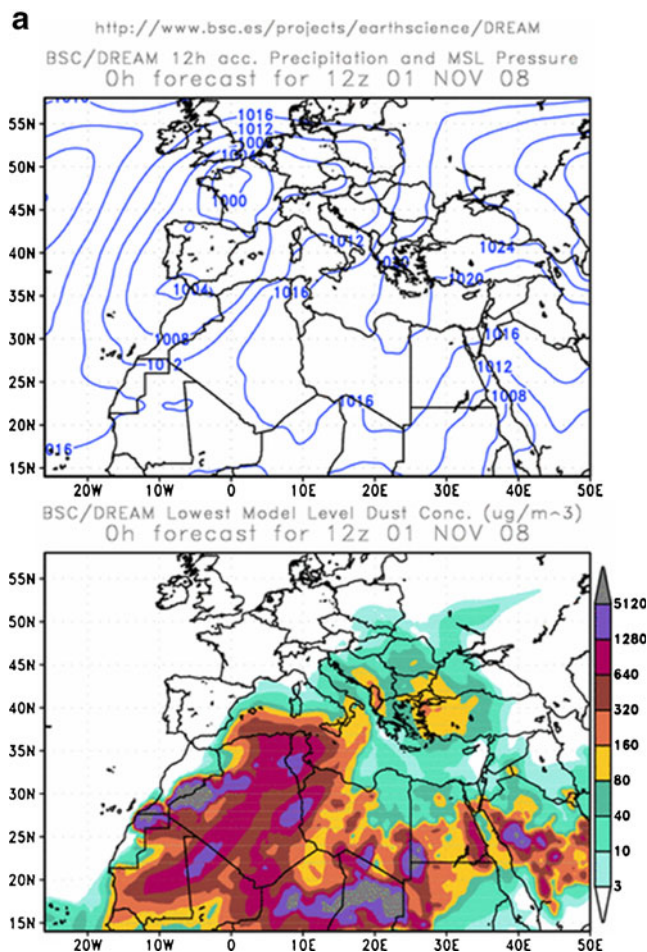 a
http://www.bsc.es/projects/earthscience/DREAM
BSC/DREAM 12h acc. Precipitation and MSL Pressure
0h forecast for 12z 01 NOV 08
55N
50N
45N
40N
35N
30N
25N
20N
15N
1016
1012
1004
1000
1012
1024
1020
1016
1004
1016
1008
1012
1012
1008
1016
1016
20W 10W 0 10E 20E 30E 40E 50E
BSC/DREAM Lowest Model Level Dust Conc. (ug/m^3)
0h forecast for 12z 01 NOV 08
55N
50N
45N
40N
35N
30N
25N
20N
15N
20W 10W 0 10E 20E 30E 40E 50E
5120
1280
640
320
160
80
40
10
3